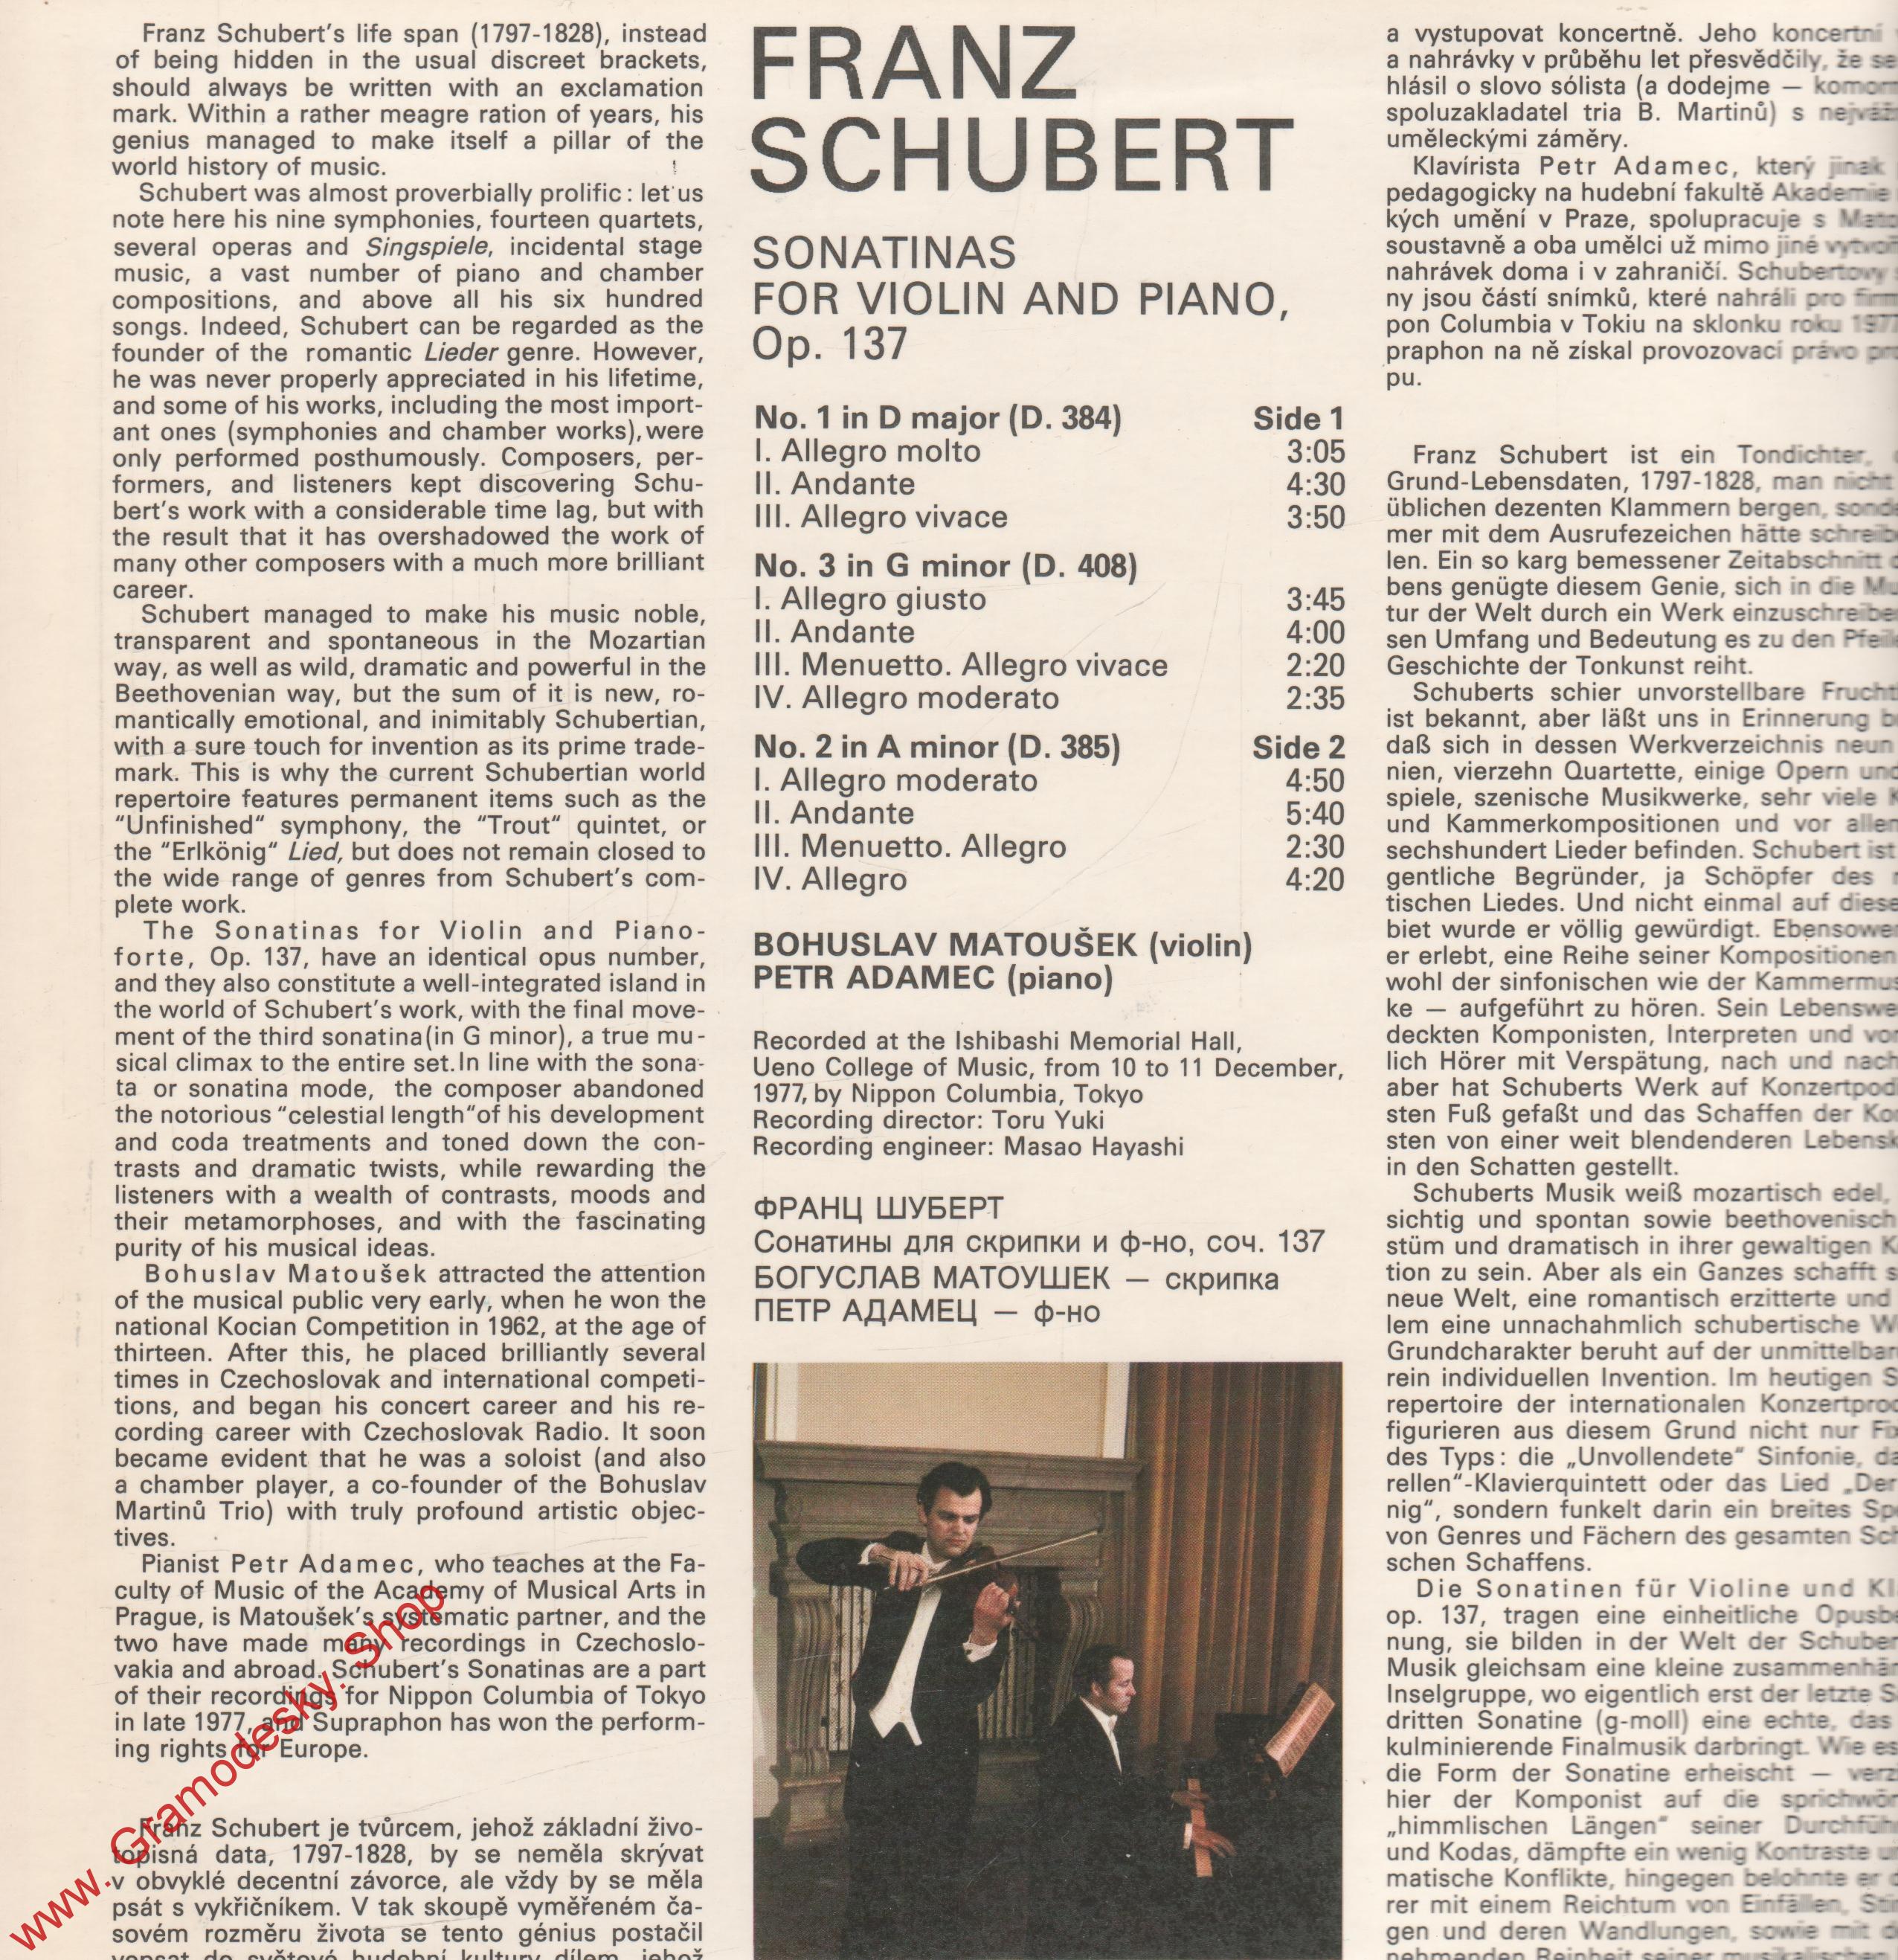 Franz Schubert's life span (1797-1828), instead
of being hidden in the usual discreet brackets,
should always be written with an exclamation
mark. Within a rather meagre ration of years, his
genius managed to make itself a pillar of the
world history of music.
Schubert was almost proverbially prolific: let us
note here his nine symphonies, fourteen quartets,
several operas and Singspiele, incidental stage
music, a vast number of piano and chamber
compositions, and above all his six hundred
songs. Indeed, Schubert can be regarded as the
founder of the romantic Lieder genre. However,
he was never properly appreciated in his lifetime,
and some of his works, including the most import-
ant ones (symphonies and chamber works), were
only performed posthumously. Composers, per-
formers, and listeners kept discovering Schu-
bert's work with a considerable time lag, but with
the result that it has overshadowed the work of
many other composers with a much more brilliant
career.
Schubert managed to make his music noble,
transparent and spontaneous in the Mozartian
way, as well as wild, dramatic and powerful in the
Beethovenian way, but the sum of it is new, ro-
mantically emotional, and inimitably Schubertian,
with a sure touch for invention as its prime trade-
mark. This is why the current Schubertian world
repertoire features permanent items such as the
"Unfinished“ symphony, the "Trout“ quintet, or
the "Erlkönig“ Lied, but does not remain closed to
the wide range of genres from Schubert's com-
plete work.
The Sonatinas for Violin and Piano-
forte, Op. 137, have an identical opus number,
and they also constitute a well-integrated island in
the world of Schubert's work, with the final move-
ment of the third sonatina (in G minor), a true mu-
sical climax to the entire set. In line with the sona-
ta or sonatina mode, the composer abandoned
the notorious "celestial length“ of his development
and coda treatments and toned down the con-
trasts and dramatic twists, while rewarding the
listeners with a wealth of contrasts, moods and
their metamorphoses, and with the fascinating
purity of his musical ideas.
Bohuslav Matoušek attracted the attention
of the musical public very early, when he won the
national Kocian Competition in 1962, at the age of
thirteen. After this, he placed brilliantly several
times in Czechoslovak and international competi-
tions, and began his concert career and his re-
cording career with Czechoslovak Radio. It soon
became evident that he was a soloist (and also
a chamber player, a co-founder of the Bohuslav
Martinů Trio) with truly profound artistic objec-
tives.
Pianist Petr Adamec, who teaches at the Fa-
culty of Music of the Academy of Musical Arts in
Prague, is Matoušek's systematic partner, and the
two have made many recordings in Czechoslo-
vakia and abroad. Schubert's Sonatinas are a part
of their recordings for Nippon Columbia of Tokyo
in late 1977, and Supraphon has won the perform-
ing rights for Europe.
Franz Schubert je tvůrcem, jehož základní živo-
topisná data, 1797-1828, by se neměla skrývat
v obvyklé decentní závorce, ale vždy by se měla
psát s vykřičníkem. V tak skoupě vyměřeném ča-
sovém rozměru života se tento génius postačil
vepsat do světové hudební kultury dílem, jehož
FRANZ
SCHUBERT
SONATINAS
FOR VIOLIN AND PIANO,
Op. 137
No. 1 in D major (D. 384) Side 1
I. Allegro molto 3:05
II. Andante 4:30
III. Allegro vivace 3:50
No. 3 in G minor (D. 408)
I. Allegro giusto 3:45
II. Andante 4:00
III. Menuetto. Allegro vivace 2:20
IV. Allegro moderato 2:35
No. 2 in A minor (D. 385) Side 2
I. Allegro moderato 4:50
II. Andante 5:40
III. Menuetto. Allegro 2:30
IV. Allegro 4:20
BOHUSLAV MATOUŠEK (violin)
PETR ADAMEC (piano)
Recorded at the Ishibashi Memorial Hall,
Ueno College of Music, from 10 to 11 December,
1977, by Nippon Columbia, Tokyo
Recording director: Toru Yuki
Recording engineer: Masao Hayashi
ФРАНЦ ШУБЕРТ
Сонатины для скрипки и ф-но, соч. 137
БОГУСЛАВ МАТОУШЕК — скрипка
ПЕТР АДАМЕЦ — ф-но
a vystupovat koncertně. Jeho koncertní
a nahrávky v průběhu let přesvědčily, že se
hlásil o slovo sólista (a dodejme — komor
spoluzakladatel tria B. Martinů) s nejváž
uměleckými záměry.
Klavírista Petr Adamec, který jinak
pedagogicky na hudební fakultě Akademie
kých umění v Praze, spolupracuje s Mato
soustavně a oba umělci už mimo jiné vytvoř
nahrávek doma i v zahraničí. Schubertovy
ny jsou částí snímků, které nahráli pro firm
pon Columbia v Tokiu na sklonku roku 1977
praphon na ně získal provozovací právo pro
pu.
Franz Schubert ist ein Tondichter,
Grund-Lebensdaten, 1797-1828, man nicht
üblichen dezenten Klammern bergen, sonde
mer mit dem Ausrufezeichen hätte schreibe
len. Ein so karg bemessener Zeitabschnitt
bens genügte diesem Genie, sich in die Mu
tur der Welt durch ein Werk einzuschreibe
sen Umfang und Bedeutung es zu den Pfeile
Geschichte der Tonkunst reiht.
Schuberts schier unvorstellbare Frucht
ist bekannt, aber läßt uns in Erinnerung b
daß sich in dessen Werkverzeichnis neun
nien, vierzehn Quartette, einige Opern und
spiele, szenische Musikwerke, sehr viele K
und Kammerkompositionen und vor allen
sechshundert Lieder befinden. Schubert ist
gentliche Begründer, ja Schöpfer des
tischen Liedes. Und nicht einmal auf diese
biet wurde er völlig gewürdigt. Ebensowe
er erlebt, eine Reihe seiner Kompositionen
wohl der sinfonischen wie der Kammermus
ke — aufgeführt zu hören. Sein Lebenswe
deckten Komponisten, Interpreten und vor
lich Hörer mit Verspätung, nach und nach
aber hat Schuberts Werk auf Konzertpod
sten Fuß gefaßt und das Schaffen der Ko
sten von einer weit blendenderen Lebensk
in den Schatten gestellt.
Schuberts Musik weiß mozartisch edel,
sichtig und spontan sowie beethovenisch
stüm und dramatisch in ihrer gewaltigen K
tion zu sein. Aber als ein Ganzes schafft s
neue Welt, eine romantisch erzitterte und
lem eine unnachahmlich schubertische W
Grundcharakter beruht auf der unmittelbar
rein individuellen Invention. Im heutigen S
repertoire der internationalen Konzertprod
figurieren aus diesem Grund nicht nur Fix
des Typs: die „Unvollendete“ Sinfonie, da
rellen“-Klavierquintett oder das Lied „Der
nig“, sondern funkelt darin ein breites Spe
von Genres und Fächern des gesamten Sch
schen Schaffens.
Die Sonatinen für Violine und Kl
op. 137, tragen eine einheitliche Opusbe
nung, sie bilden in der Welt der Schuber
Musik gleichsam eine kleine zusammenhän
Inselgruppe, wo eigentlich erst der letzte S
dritten Sonatine (g-moll) eine echte, das
kulminierende Finalmusik darbringt. Wie es
die Form der Sonatine erheischt — verz
hier der Komponist auf die sprichwör
„himmlischen Längen“ seiner Durchfüh
und Kodas, dämpfte ein wenig Kontraste u
matische Konflikte, hingegen belohnte er
rer mit einem Reichtum von Einfällen, Sti
gen und deren Wandlungen, sowie mit
nehmenden Reinheit seiner musikalischen
www.Gramodesky.Shop